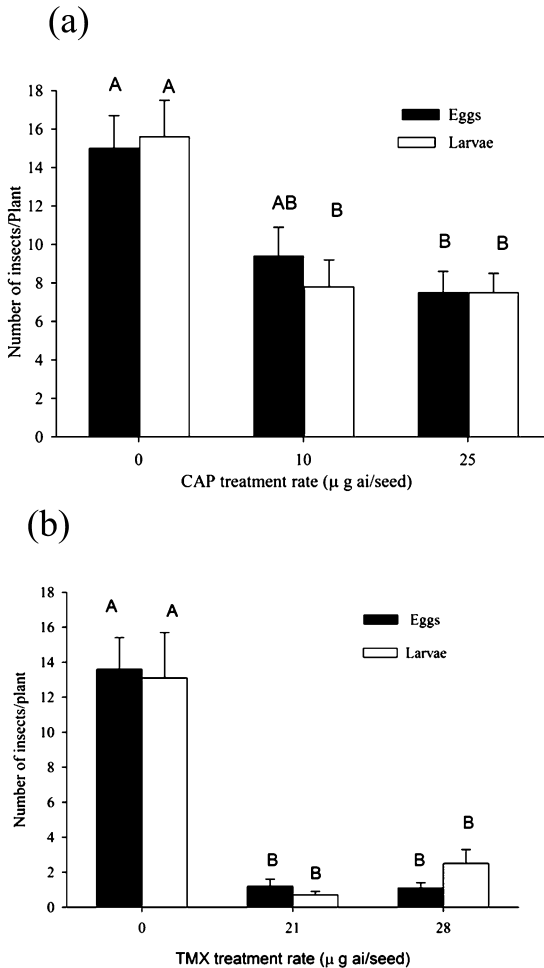 (a)
18
16
14
12
10
8
6
4
2
0
Number of insects/Plant
A A
AB B
B B
Eggs
Larvae
0 10 25
CAP treatment rate (μ g ai/seed)
(b)
18
16
14
12
10
8
6
4
2
0
Number of insects/plant
A A
B B
B B
Eggs
Larvae
0 21 28
TMX treatment rate (μ g ai/seed)